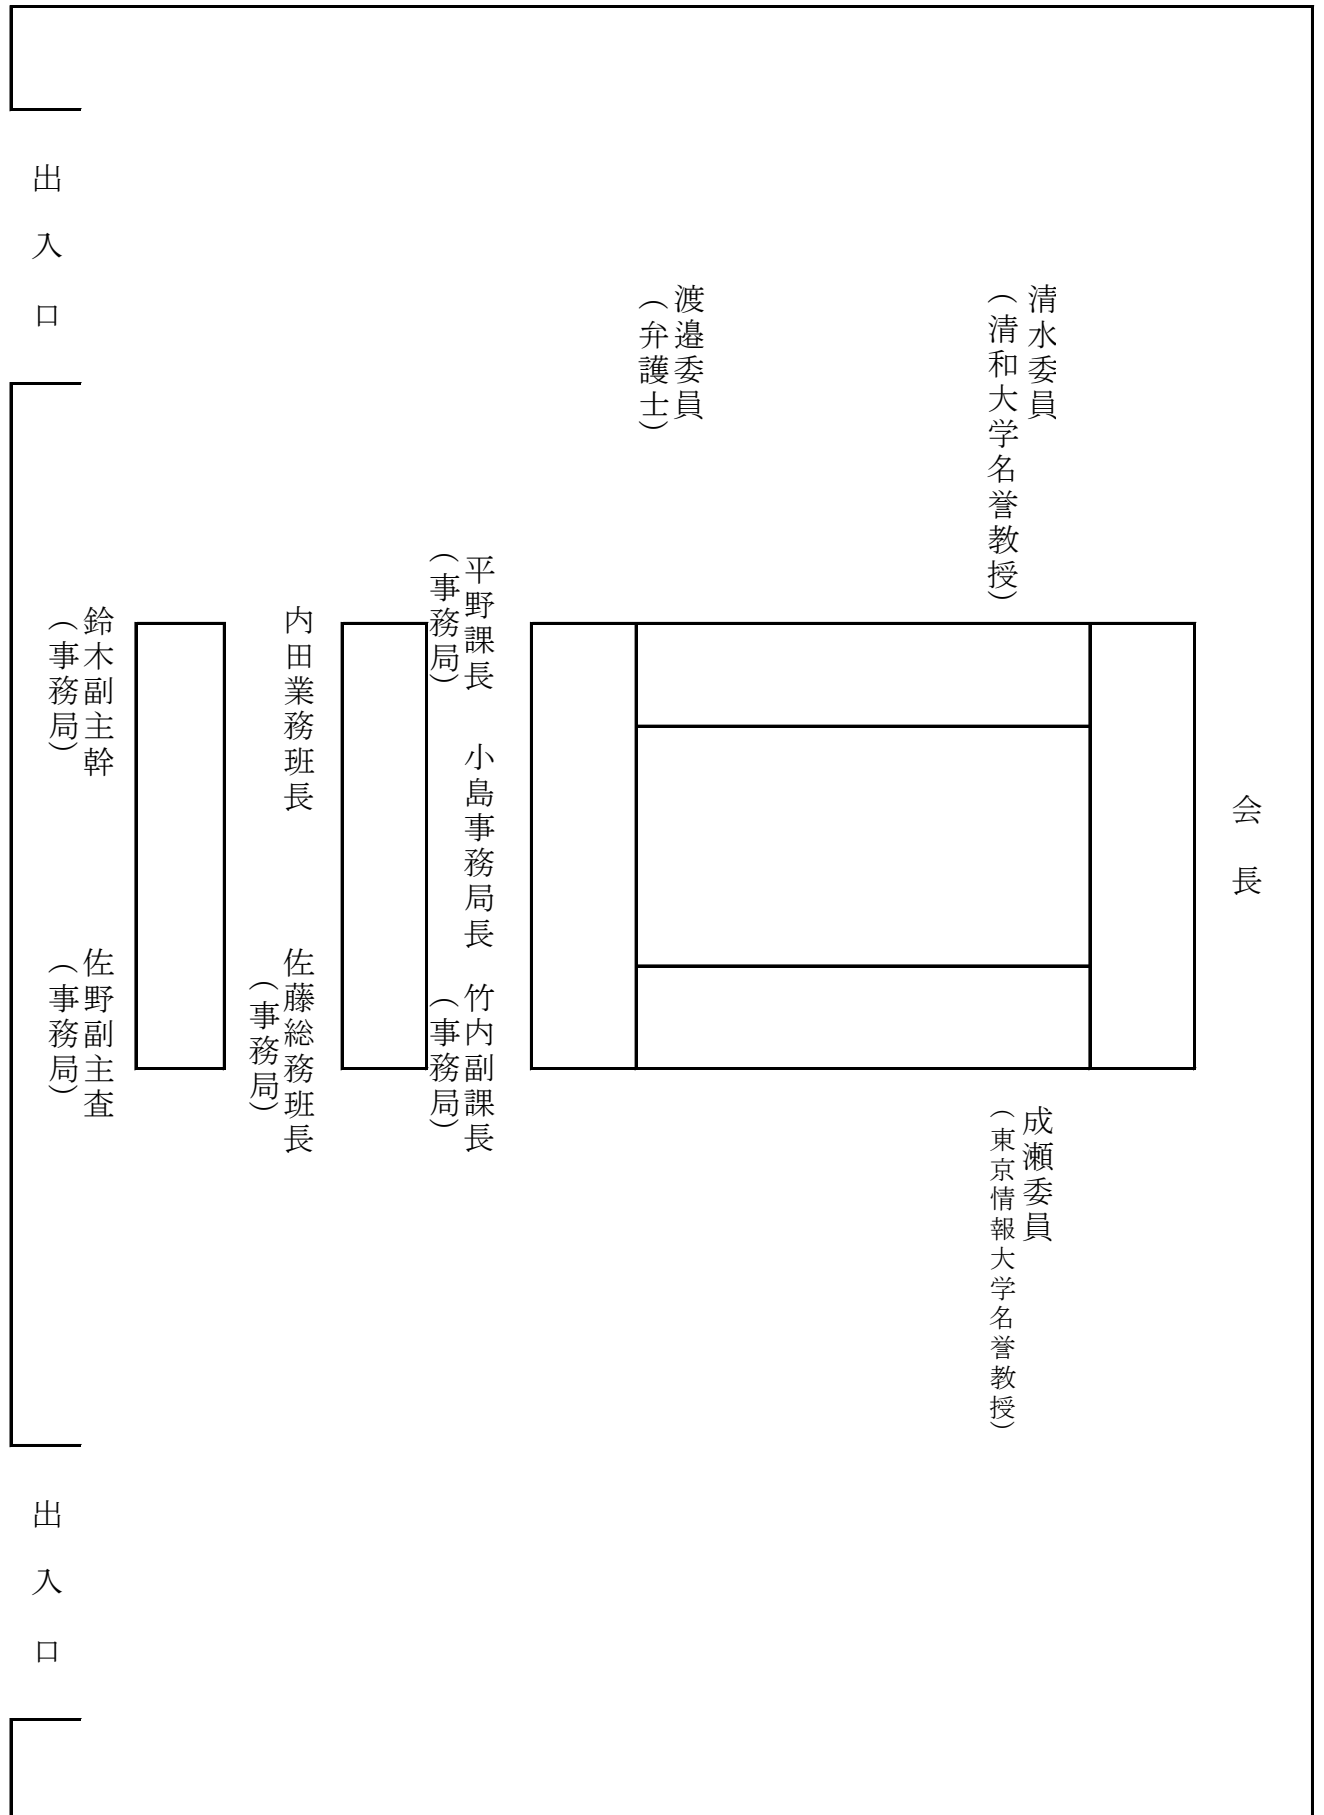 会長
清水委員
（清和大学名誉教授）
成瀬委員
（東京情報大学名誉教授）
渡邉委員
（弁護士）
平野課長
（事務局）
小島事務局長
竹内副課長
（事務局）
内田業務班長
佐藤総務班長
（事務局）
鈴木副主幹
（事務局）
佐野副主査
（事務局）
出入口
出入口